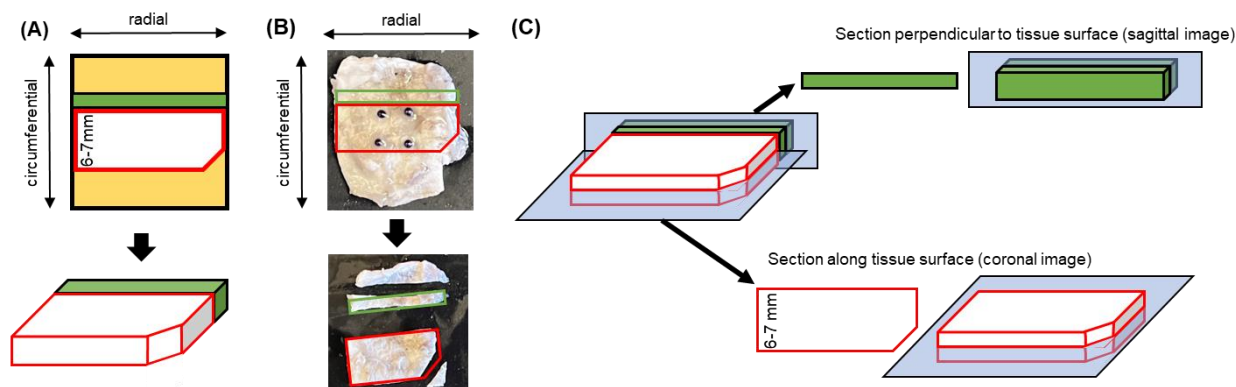 (A)
radial
circumferential
6-7mm
(B)
radial
circumferential
(C)
Section perpendicular to tissue surface (sagittal image)
Section along tissue surface (coronal image)
6-7 mm